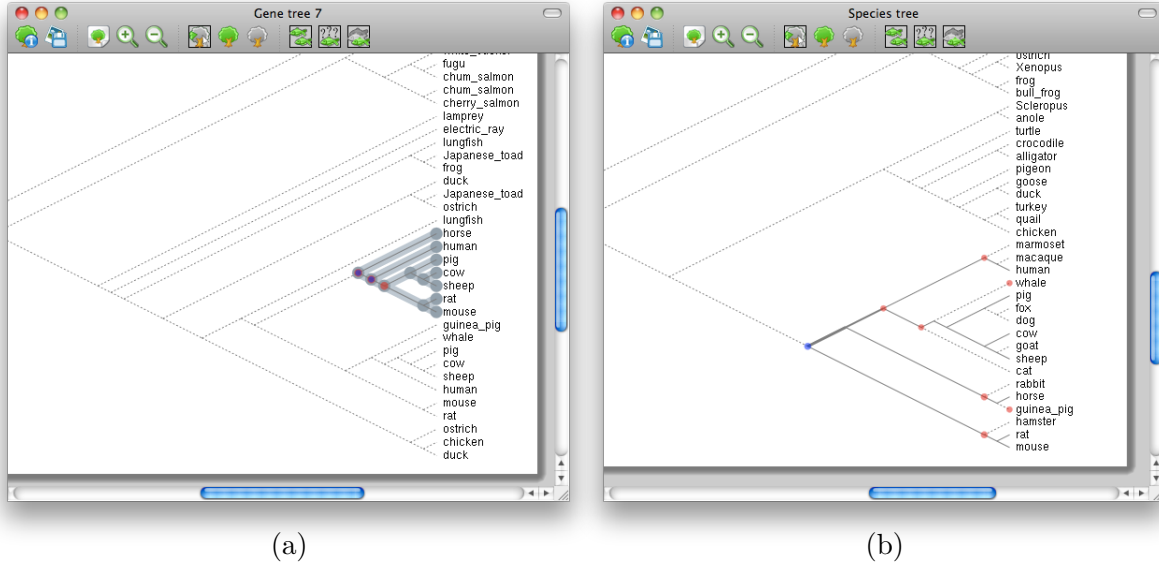 Gene tree 7
fugu
chum_salmon
chum_salmon
cherry_salmon
lamprey
electric_ray
lungfish
Japanese_toad
frog
duck
Japanese_toad
ostrich
lungfish
horse
human
pig
cow
sheep
rat
mouse
guinea_pig
whale
pig
cow
sheep
human
mouse
rat
ostrich
chicken
duck
(a)
Species tree
???
ostrich
Xenopus
frog
bull_frog
Scleropus
anole
turtle
crocodile
alligator
pigeon
goose
duck
turkey
quail
chicken
marmoset
macaque
human
whale
pig
fox
dog
cow
goat
sheep
cat
rabbit
horse
guinea_pig
hamster
rat
mouse
(b)